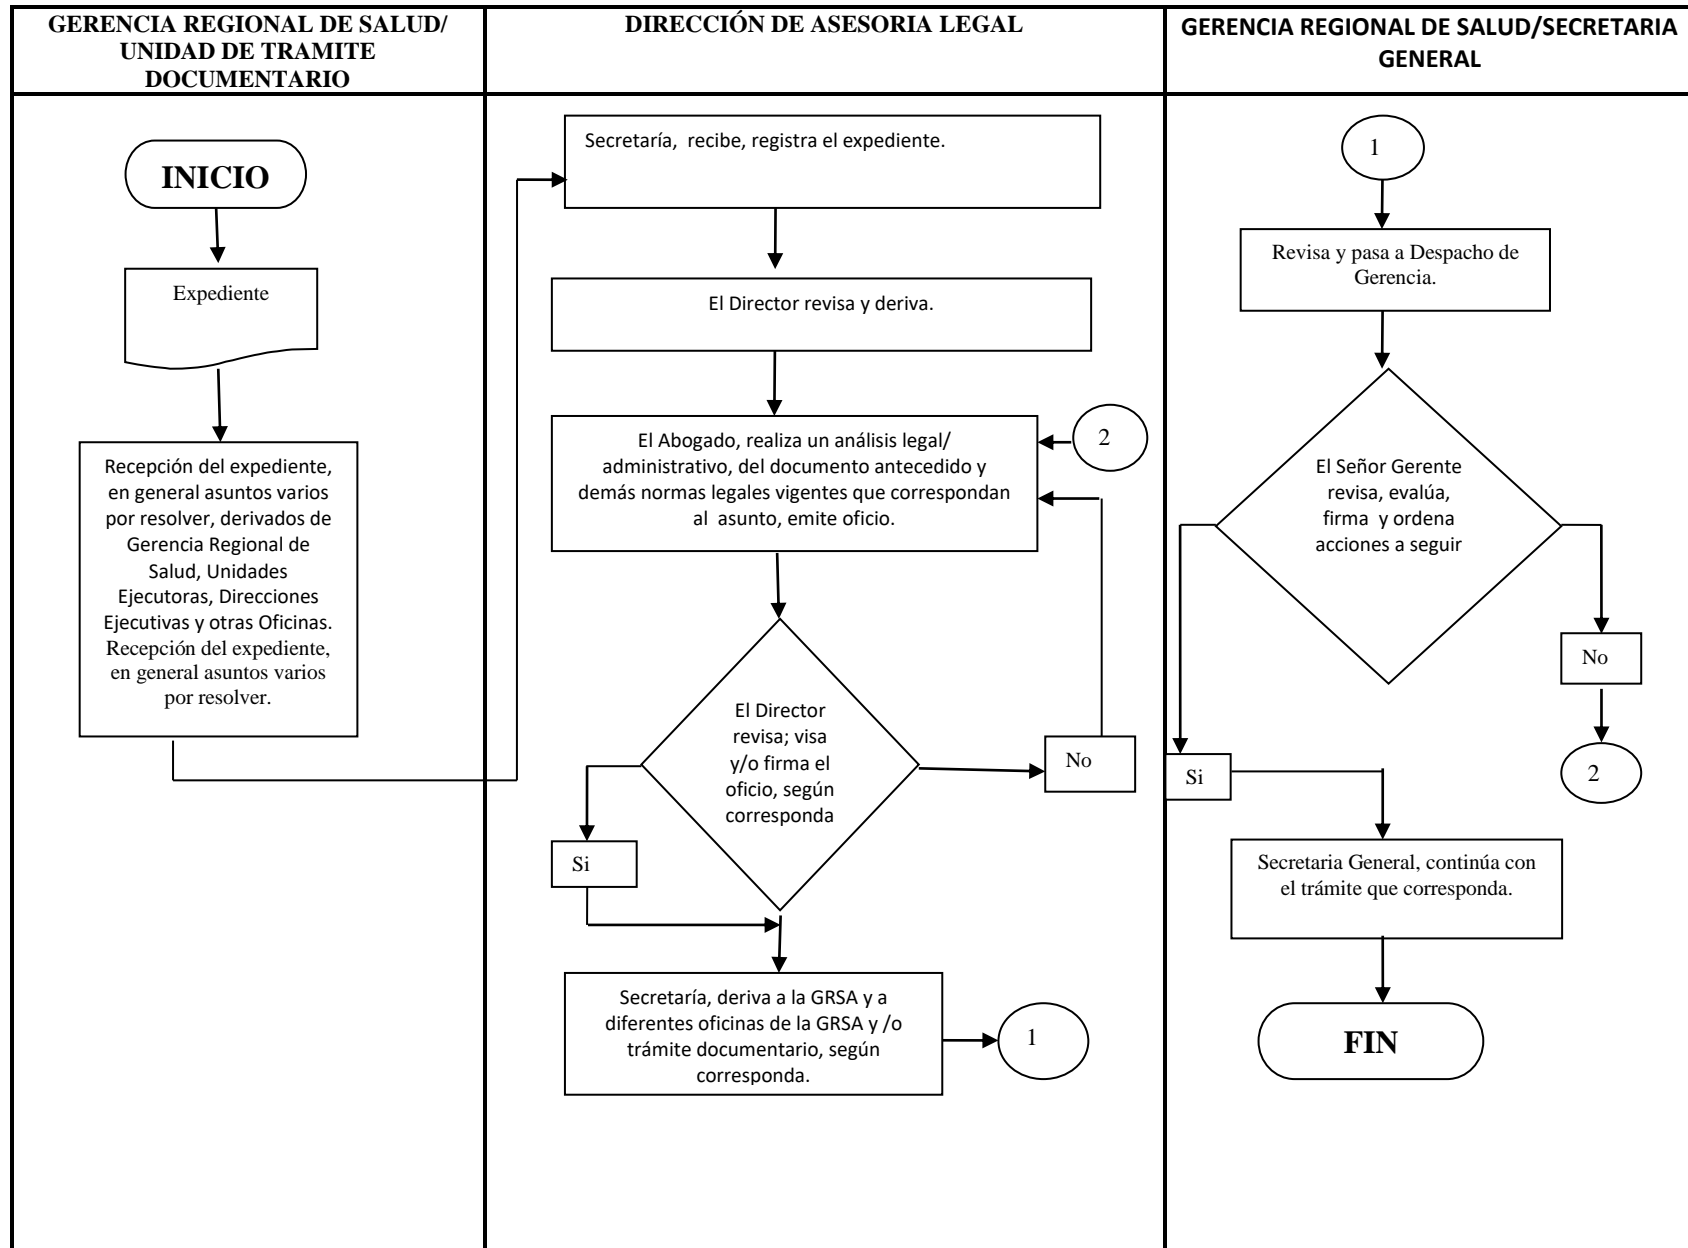 GERENCIA REGIONAL DE SALUD/
UNIDAD DE TRAMITE
DOCUMENTARIO
DIRECCIÓN DE ASESORIA LEGAL
GERENCIA REGIONAL DE SALUD/SECRETARIA
GENERAL
INICIO
Expediente
Recepción del expediente,
en general asuntos varios
por resolver, derivados de
Gerencia Regional de
Salud, Unidades
Ejecutoras, Direcciones
Ejecutivas y otras Oficinas.
Recepción del expediente,
en general asuntos varios
por resolver.
Secretaría, recibe, registra el expediente.
El Director revisa y deriva.
El Abogado, realiza un análisis legal/
administrativo, del documento antecedido y
demás normas legales vigentes que correspondan
al asunto, emite oficio.
2
El Director
revisa; visa
y/o firma el
oficio, según
corresponda
No
Si
Secretaría, deriva a la GRSA y a
diferentes oficinas de la GRSA y /o
trámite documentario, según
corresponda.
1
1
Revisa y pasa a Despacho de
Gerencia.
El Señor Gerente
revisa, evalúa,
firma y ordena
acciones a seguir
No
2
Si
Secretaria General, continúa con
el trámite que corresponda.
FIN